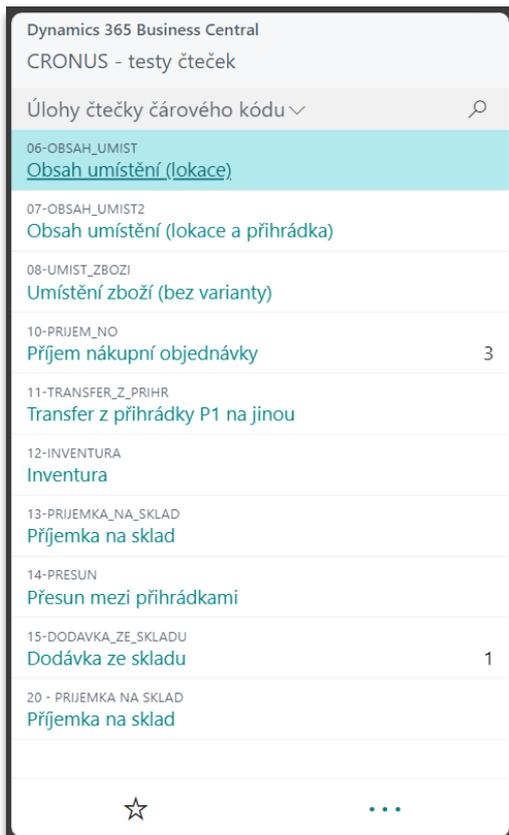 Dynamics 365 Business Central
CRONUS - testy čteček
Úlohy čtečky čárového kódu
06-OBSAH_UMIST
Obsah umístění (lokace)
07-OBSAH_UMIST2
Obsah umístění (lokace a přihrádka)
08-UMIST_ZBOZI
Umístění zboží (bez varianty)
10-PRIJEM_NO
Příjem nákupní objednávky 3
11-TRANSFER_Z_PRIHR
Transfer z přihrádky P1 na jinou
12-INVENTURA
Inventura
13-PRIJEMKA_NA_SKLAD
Příjemka na sklad
14-PRESUN
Přesun mezi přihrádkami
15-DODAVKA_ZE_SKLADU
Dodávka ze skladu 1
20 - PRIJEMKA NA SKLAD
Příjemka na sklad